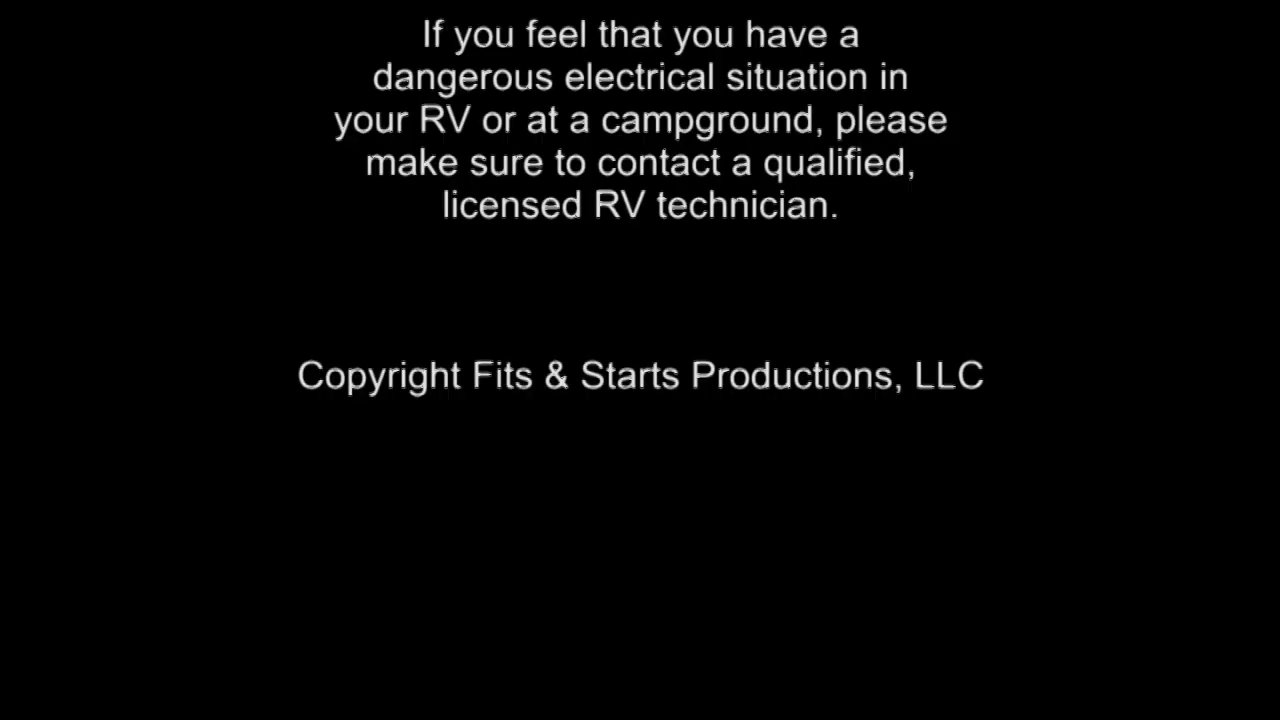 If you feel that you have a
dangerous electrical situation in
your RV or at a campground, please
make sure to contact a qualified,
licensed RV technician.
Copyright Fits & Starts Productions, LLC